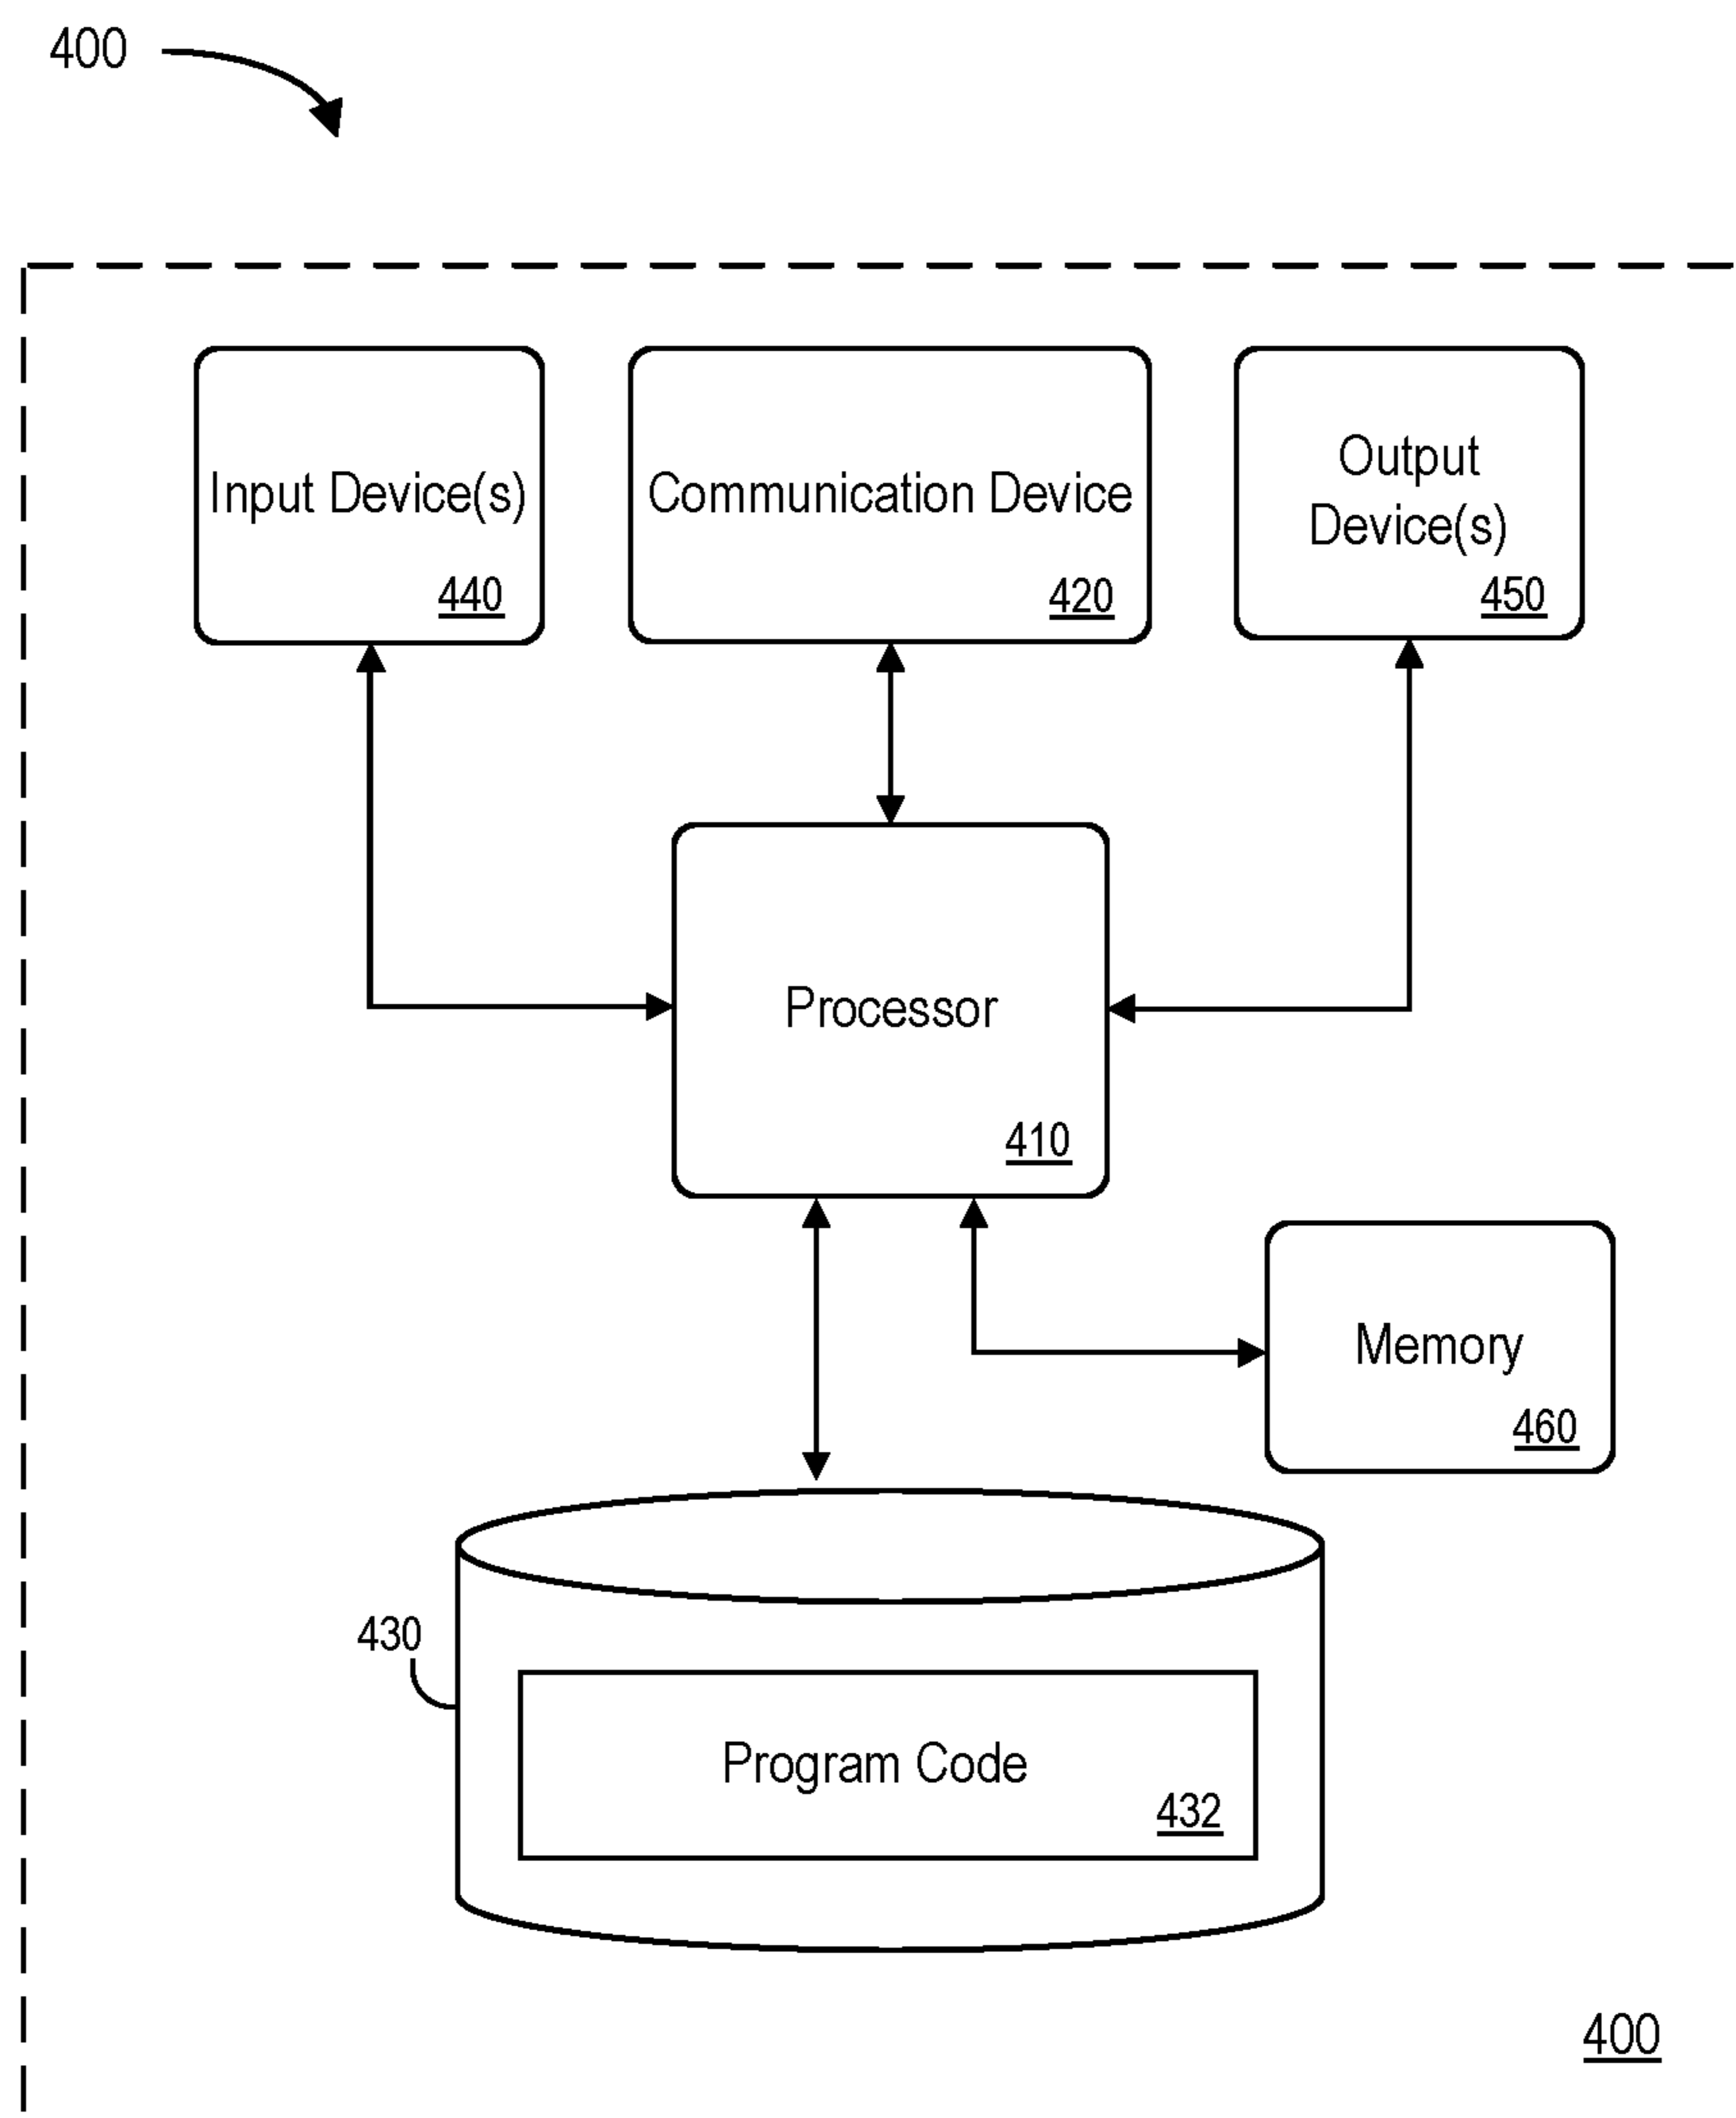 400
Input Device(s)
440
Communication Device
420
Output
Device(s)
450
Processor
410
Memory
460
430
Program Code
432
400